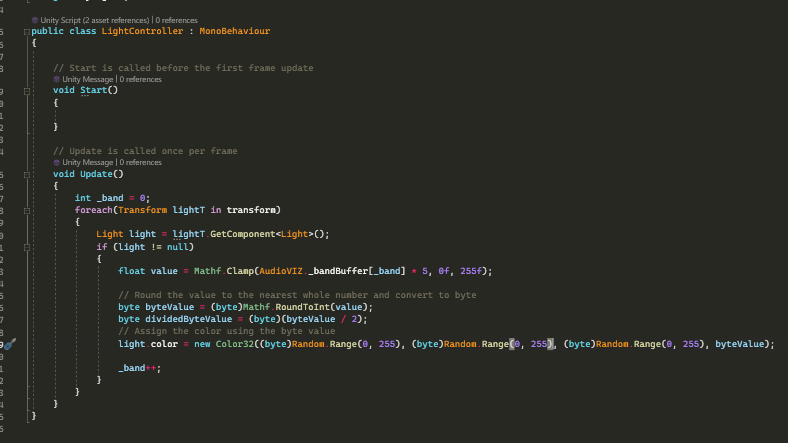 Unity Script (2 asset references) | 0 references
public class LightController : MonoBehaviour
{
// Start is called before the first frame update
Unity Message | 0 references
void Start()
{
}
// Update is called once per frame
Unity Message | 0 references
void Update()
{
int _band = 0;
foreach(Transform lightT in transform)
{
Light light = lightT.GetComponent<Light>();
if (light != null)
{
float value = Mathf.Clamp(AudioVIZ._bandBuffer[_band] * 5, 0f, 255f);
// Round the value to the nearest whole number and convert to byte
byte byteValue = (byte)Mathf.RoundToInt(value);
byte dividedByteValue = (byte)(byteValue / 2);
// Assign the color using the byte value
light.color = new Color32((byte)Random.Range(0, 255), (byte)Random.Range(0, 255), (byte)Random.Range(0, 255), byteValue);
_band++;
}
}
}
}